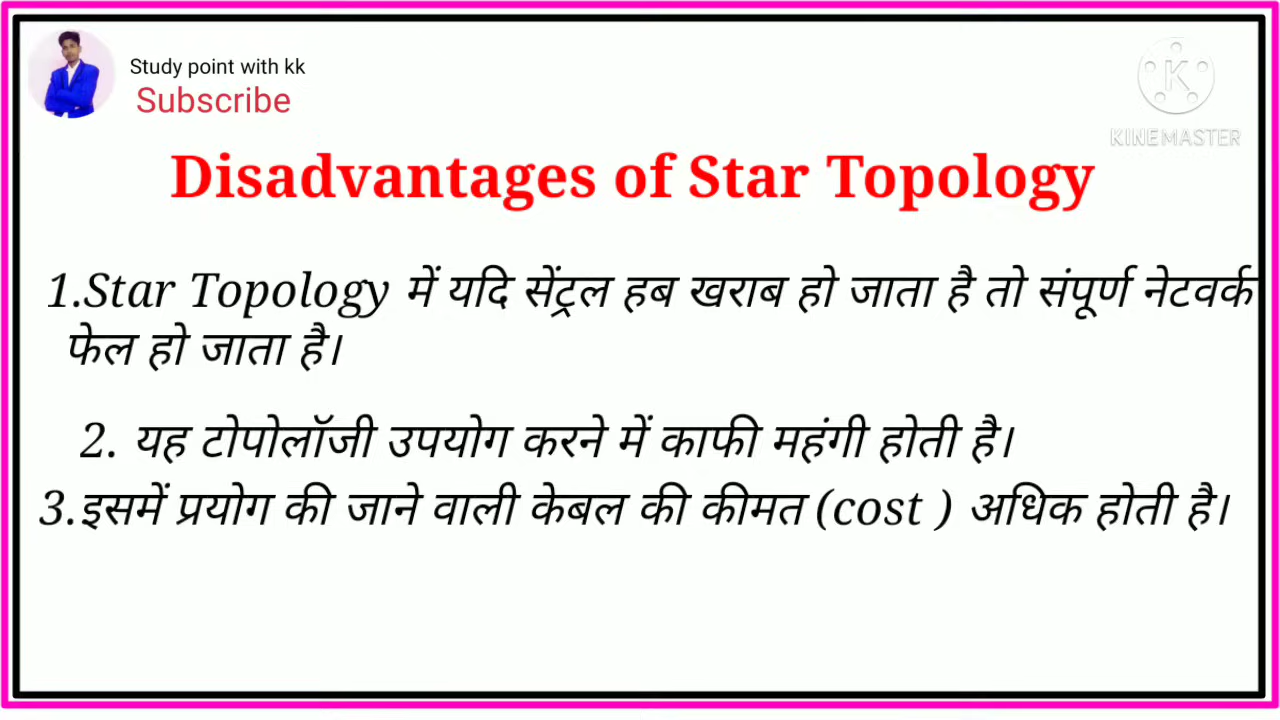 Study point with kk
Subscribe
K
KINEMASTER
Disadvantages of Star Topology
1.Star Topology में यदि सेंट्रल हब खराब हो जाता है तो संपूर्ण नेटवर्क
फेल हो जाता है।
2. यह टोपोलॉजी उपयोग करने में काफी महंगी होती है।
3.इसमें प्रयोग की जाने वाली केबल की कीमत (cost ) अधिक होती है।